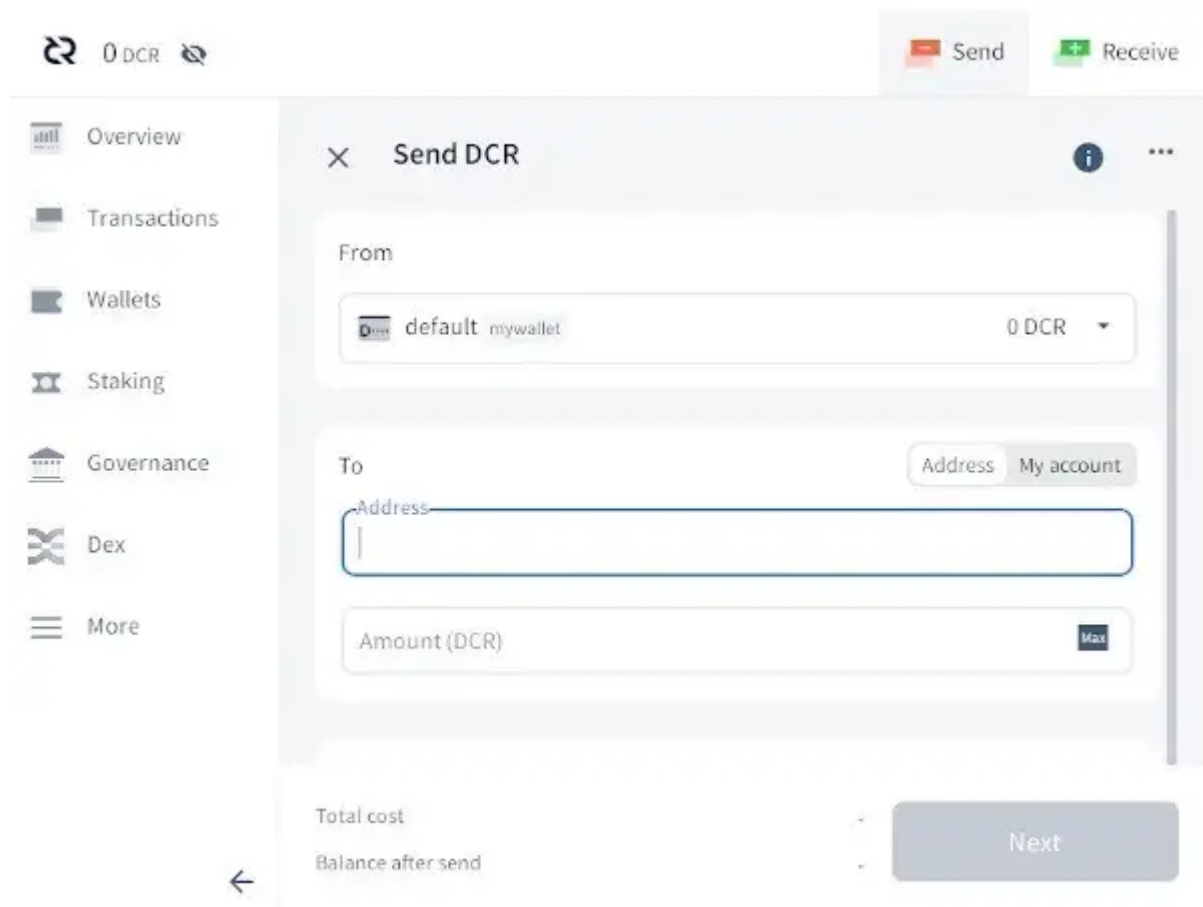 0 DCR
Send
Receive
Overview
Transactions
Wallets
Staking
Governance
Dex
More
Send DCR
From
default mywallet 0 DCR
To
Address My account
Address
Amount (DCR) Max
Total cost -
Balance after send -
Next